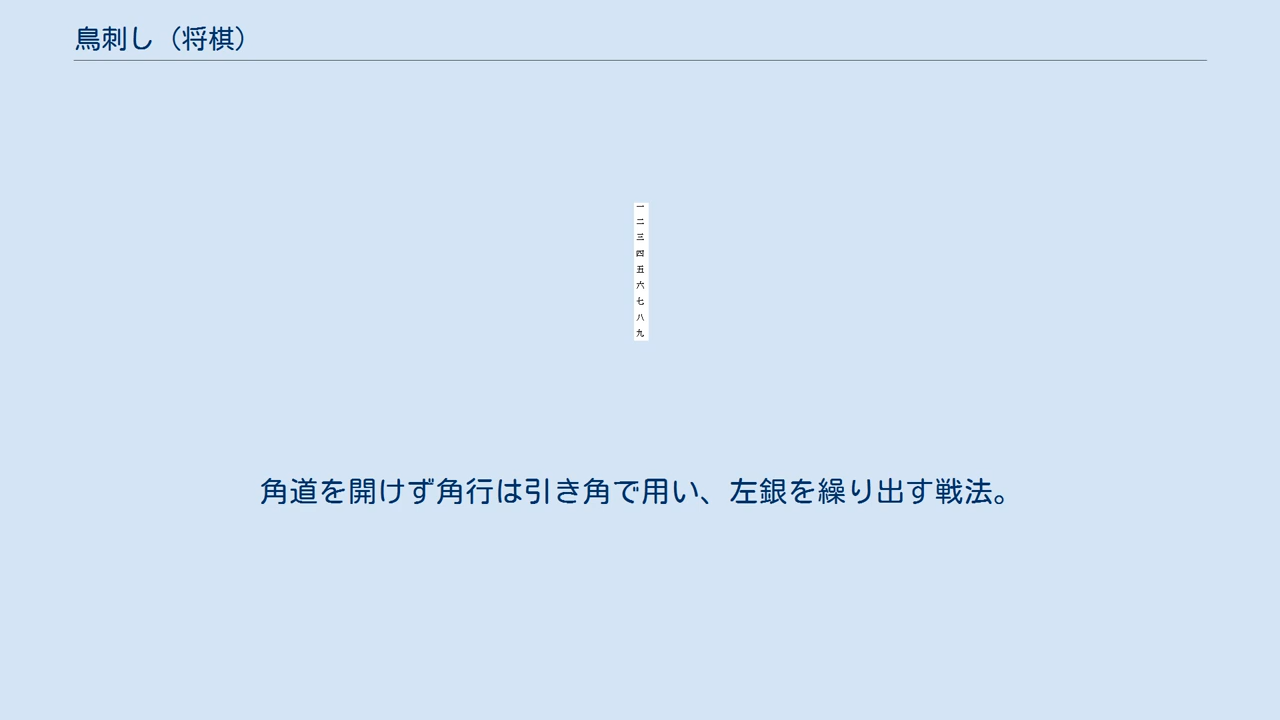 鳥刺し（将棋）
一
二
三
四
五
六
七
八
九
角道を開けず角行は引き角で用い、左銀を繰り出す戦法。